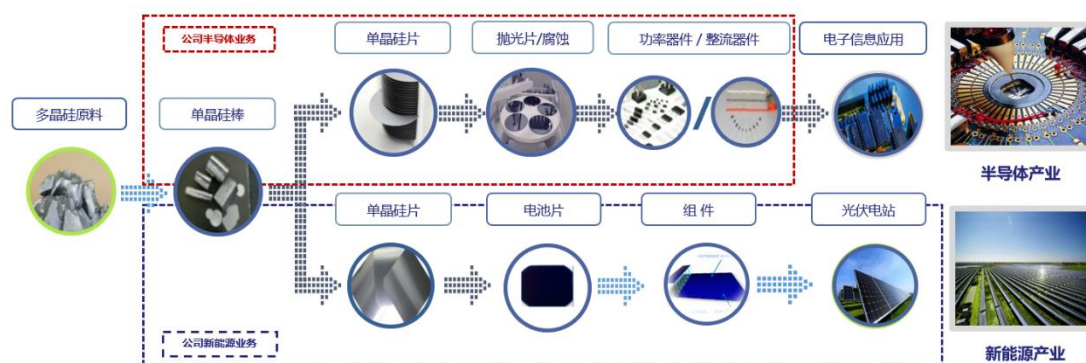 公司半导体业务
单晶硅片
抛光片/腐蚀
功率器件 / 整流器件
电子信息应用
多晶硅原料
单晶硅棒
半导体产业
单晶硅片
电池片
组 件
光伏电站
公司新能源业务
新能源产业